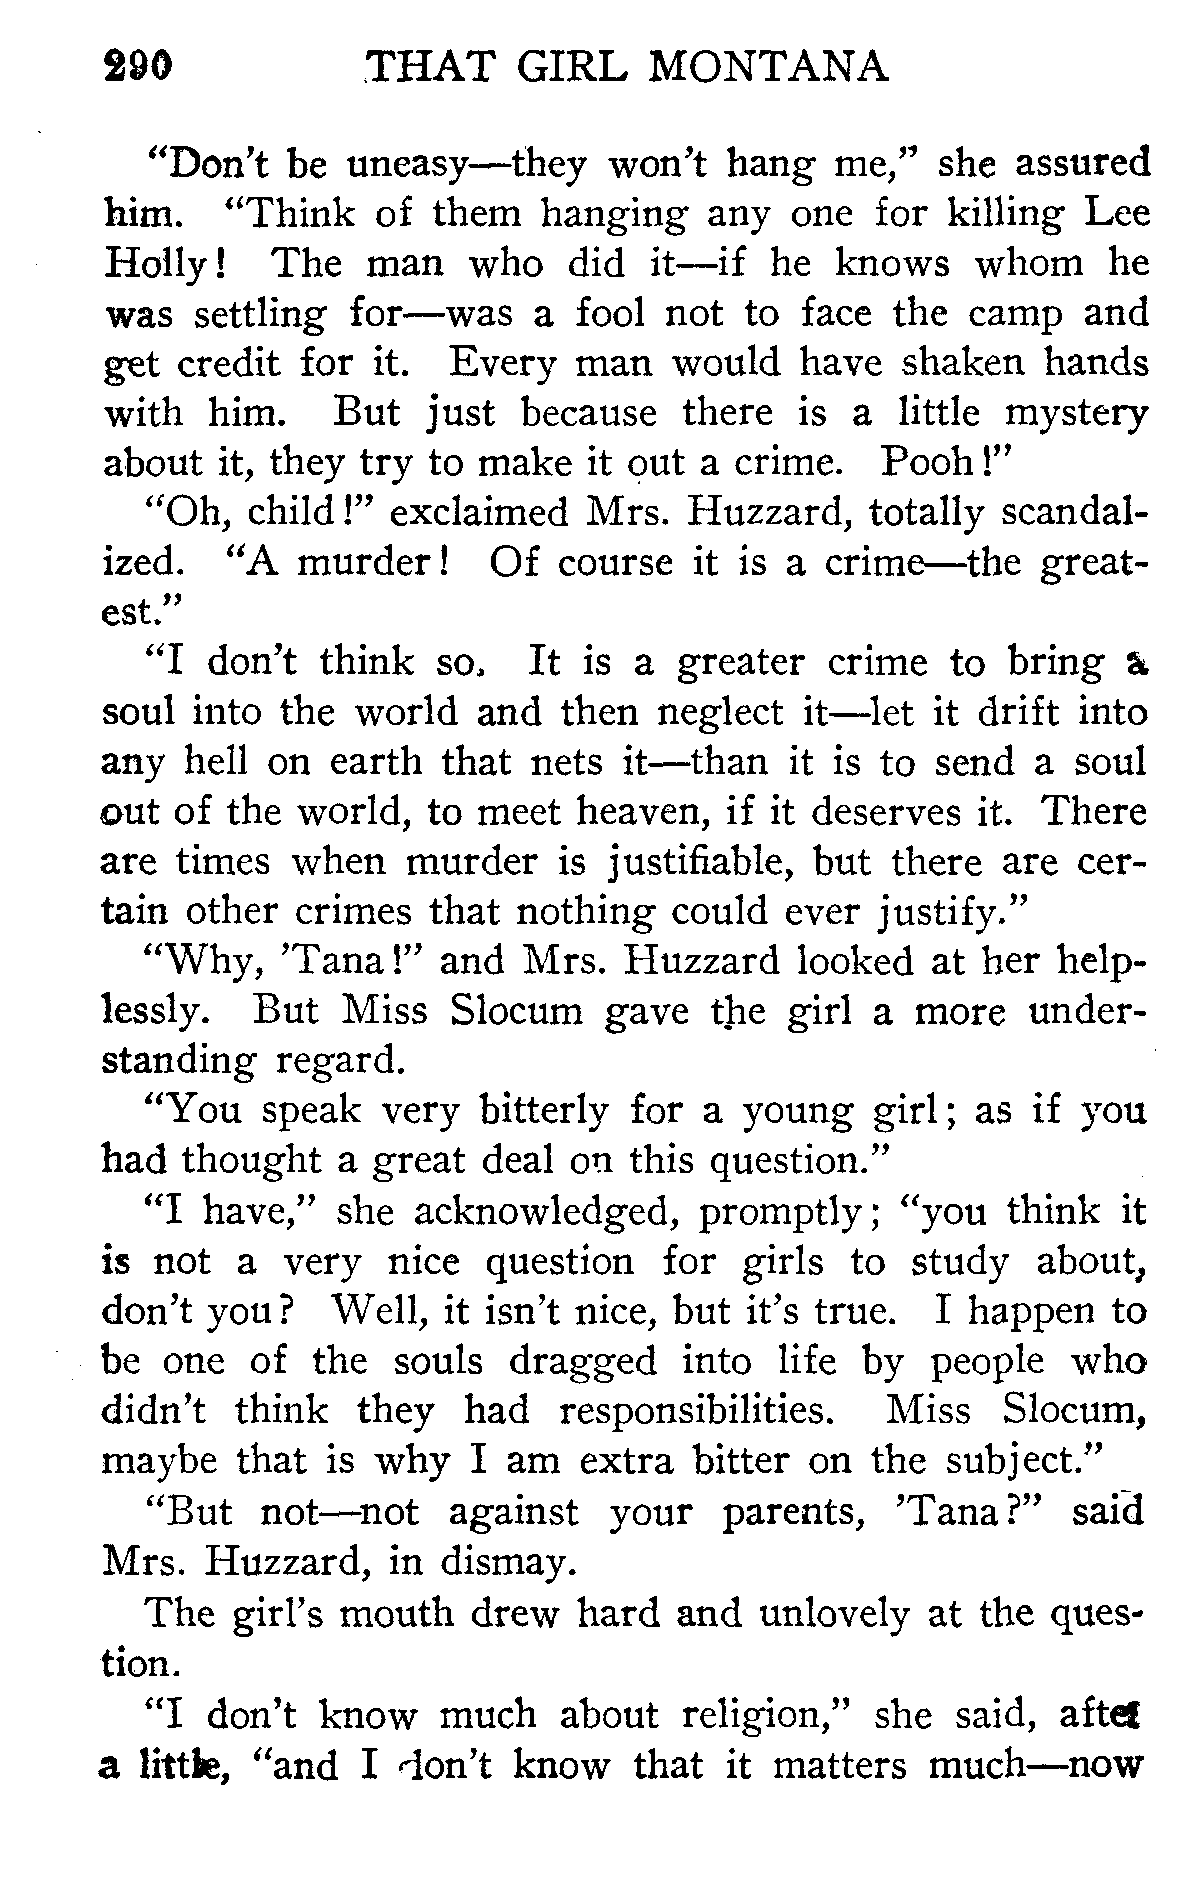 290 THAT GIRL MONTANA
“Don’t be uneasy—they won’t hang me,” she assured
him. “Think of them hanging any one for killing Lee
Holly! The man who did it—if he knows whom he
was settling for—was a fool not to face the camp and
get credit for it. Every man would have shaken hands
with him. But just because there is a little mystery
about it, they try to make it out a crime. Pooh!”
“Oh, child!” exclaimed Mrs. Huzzard, totally scandal-
ized. “A murder! Of course it is a crime—the great-
est.”
“I don’t think so. It is a greater crime to bring a
soul into the world and then neglect it—let it drift into
any hell on earth that nets it—than it is to send a soul
out of the world, to meet heaven, if it deserves it. There
are times when murder is justifiable, but there are cer-
tain other crimes that nothing could ever justify.”
“Why, ’Tana!” and Mrs. Huzzard looked at her help-
lessly. But Miss Slocum gave the girl a more under-
standing regard.
“You speak very bitterly for a young girl; as if you
had thought a great deal on this question.”
“I have,” she acknowledged, promptly; “you think it
is not a very nice question for girls to study about,
don’t you? Well, it isn’t nice, but it’s true. I happen to
be one of the souls dragged into life by people who
didn’t think they had responsibilities. Miss Slocum,
maybe that is why I am extra bitter on the subject.”
“But not—not against your parents, ’Tana?” said
Mrs. Huzzard, in dismay.
The girl’s mouth drew hard and unlovely at the ques-
tion.
“I don’t know much about religion,” she said, after
a little, “and I don’t know that it matters much—now